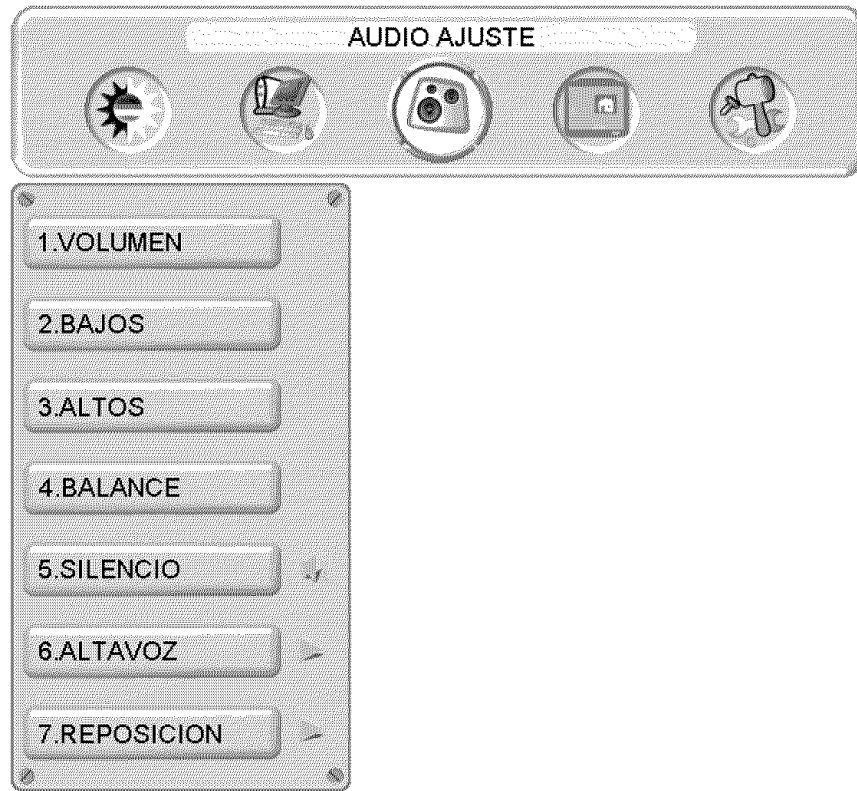 AUDIO AJUSTE
1.VOLUMEN
2.BAJOS
3.ALTOS
4.BALANCE
5.SILENCIO
6.ALTAVOZ
7.REPOSICION